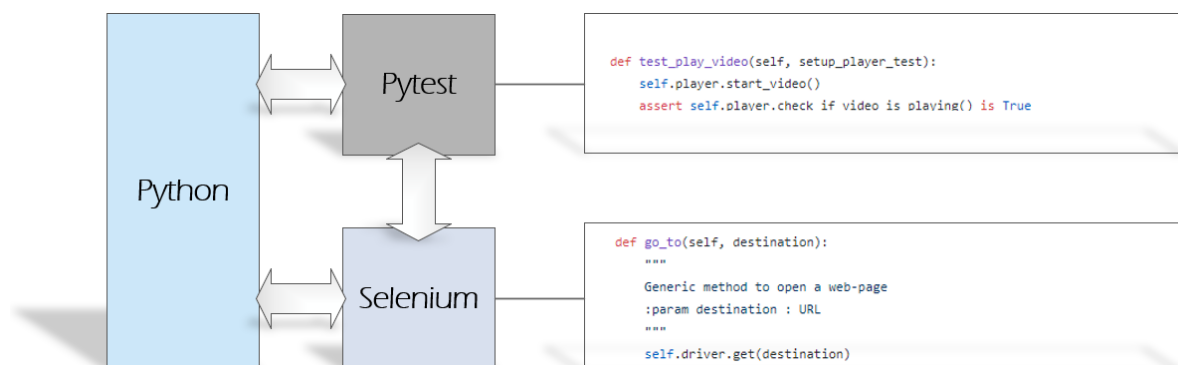 Python
Pytest
def test_play_video(self, setup_player_test):
self.player.start_video()
assert self.player.check_if_video_is_playing() is True
Selenium
def go_to(self, destination):
"""
Generic method to open a web-page
:param destination : URL
"""
self.driver.get(destination)